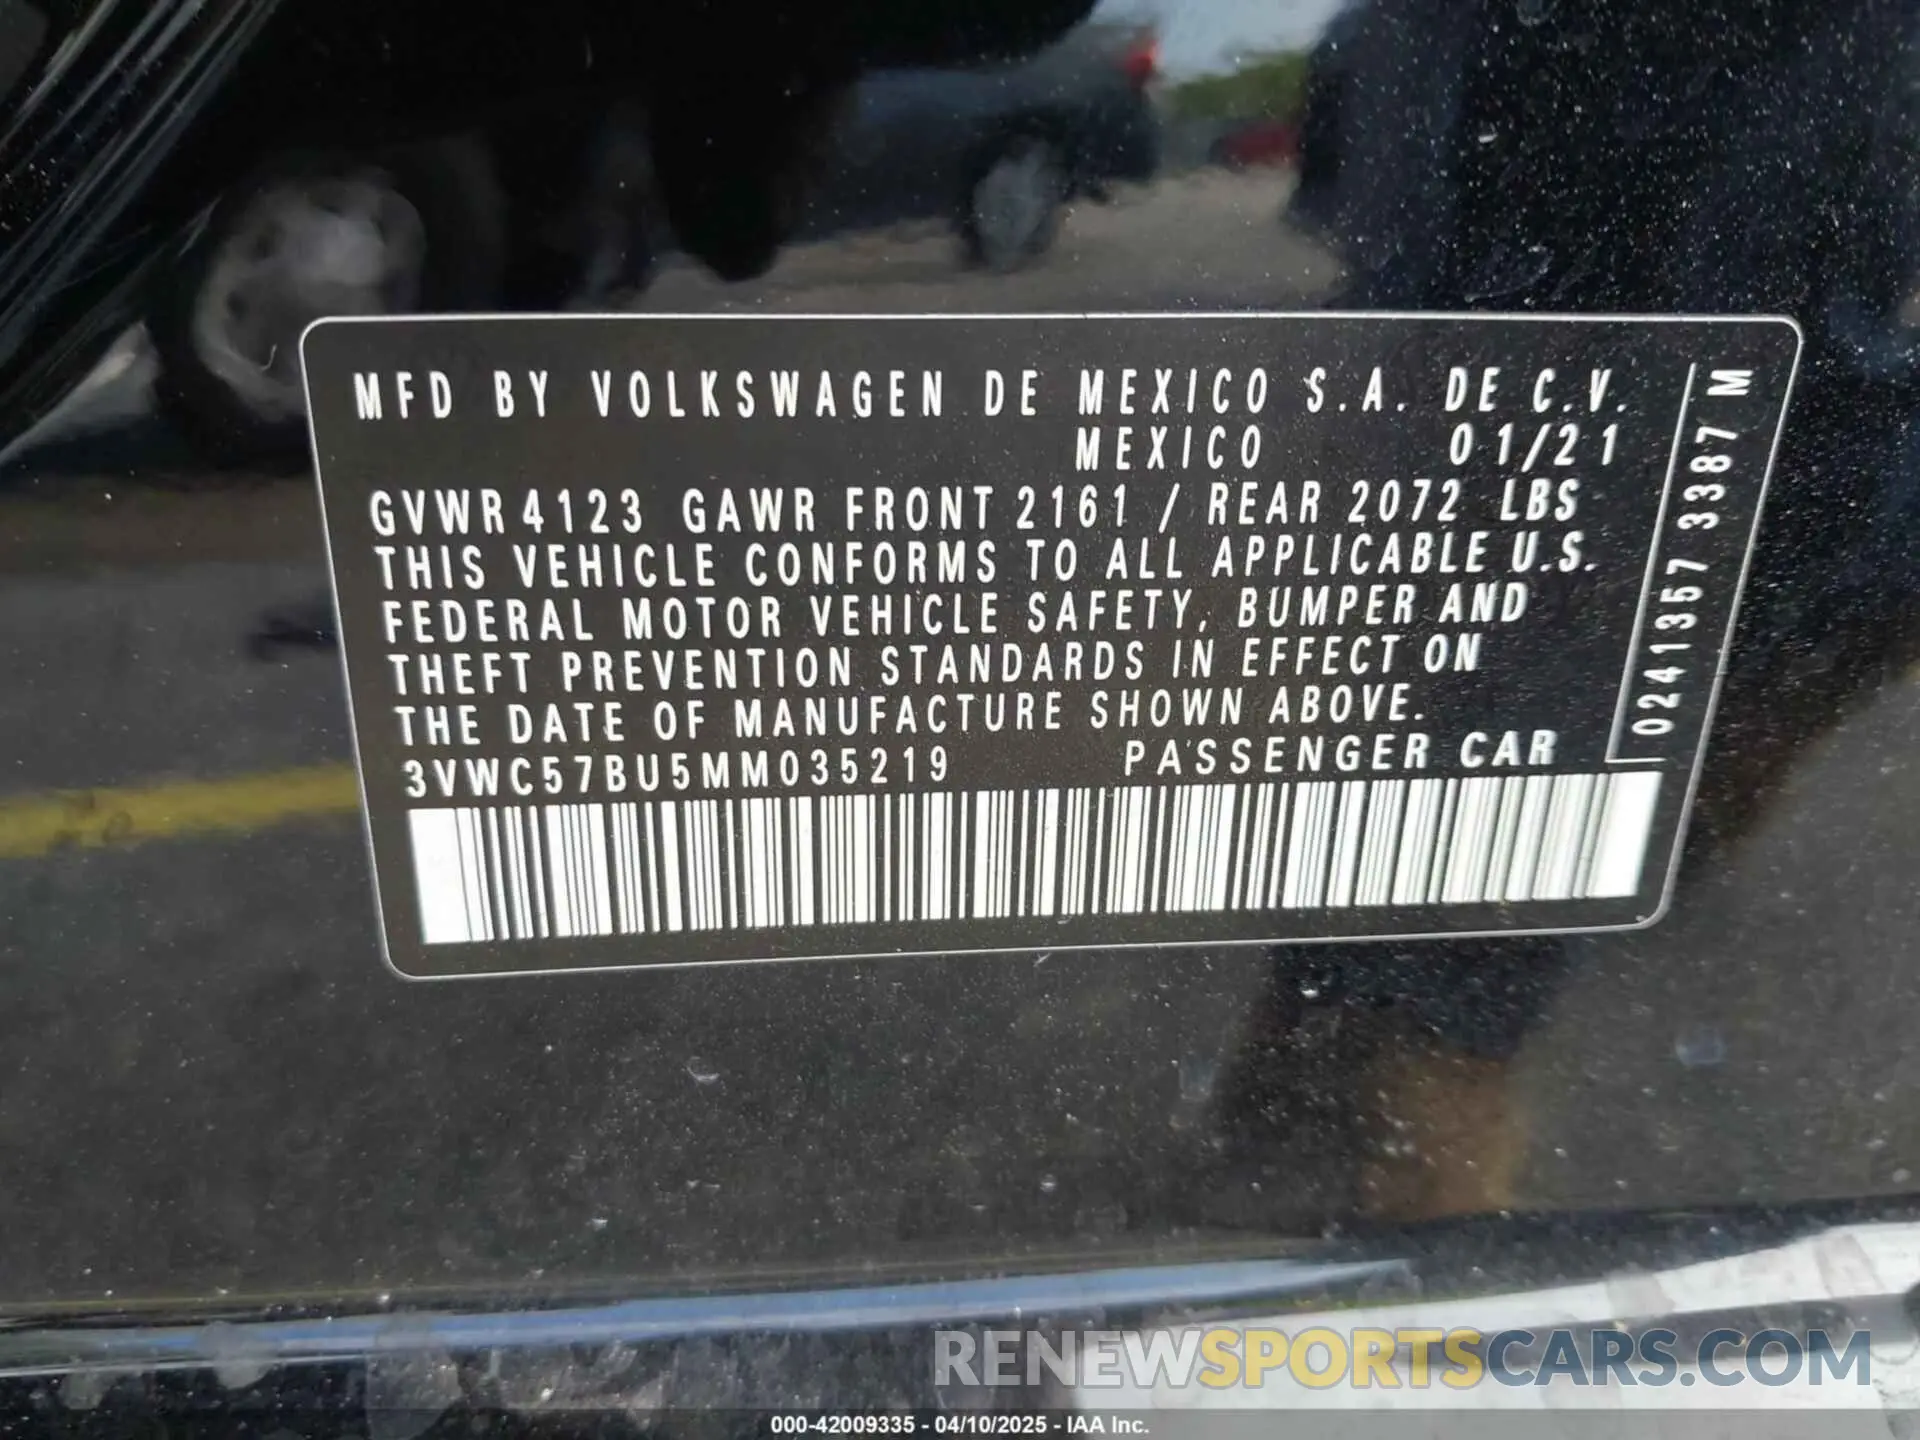 MFD BY VOLKSWAGEN DE MEXICO S.A. DE C.V.
MEXICO 01/21
GVWR 4123 GAWR FRONT 2161 / REAR 2072 LBS
THIS VEHICLE CONFORMS TO ALL APPLICABLE U.S.
FEDERAL MOTOR VEHICLE SAFETY, BUMPER AND
THEFT PREVENTION STANDARDS IN EFFECT ON
THE DATE OF MANUFACTURE SHOWN ABOVE.
3VWC57BU5MM035219 PASSENGER CAR
0241357 3387 M
RENEWSPORTSCARS.COM
000-42009335 - 04/10/2025 - IAA Inc.